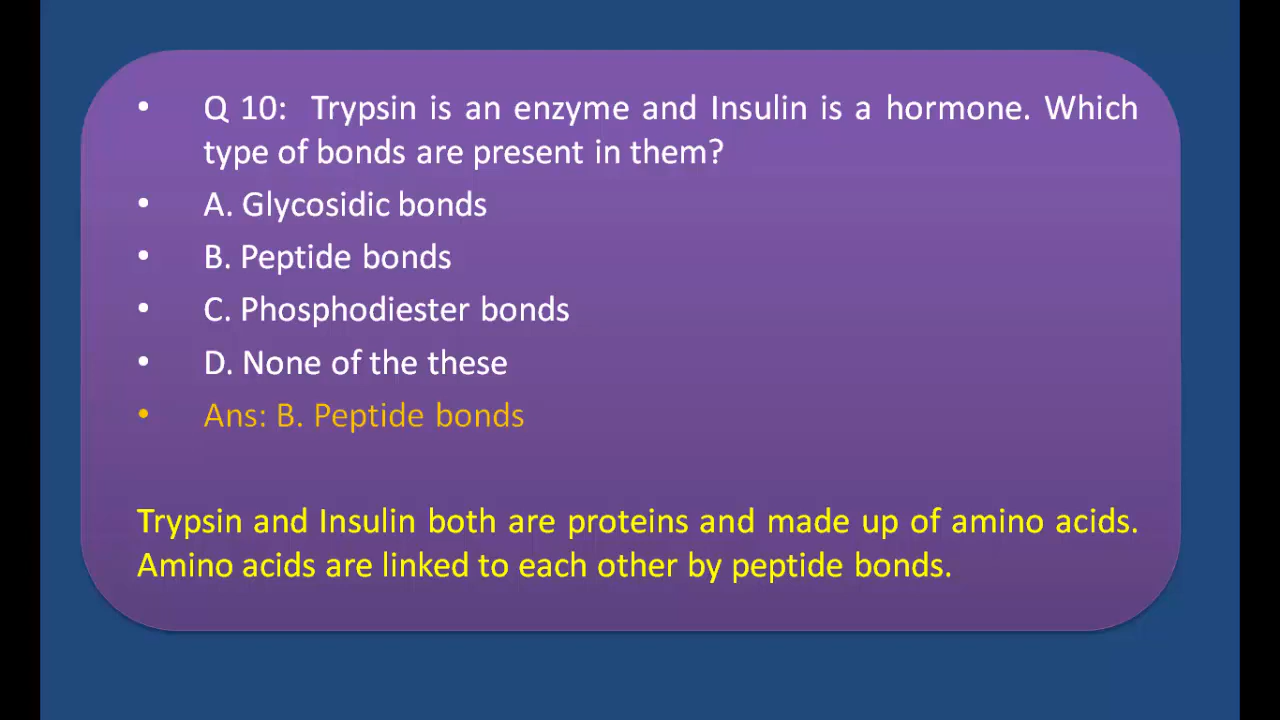 • Q 10: Trypsin is an enzyme and Insulin is a hormone. Which
type of bonds are present in them?
• A. Glycosidic bonds
• B. Peptide bonds
• C. Phosphodiester bonds
• D. None of the these
• Ans: B. Peptide bonds
Trypsin and Insulin both are proteins and made up of amino acids.
Amino acids are linked to each other by peptide bonds.